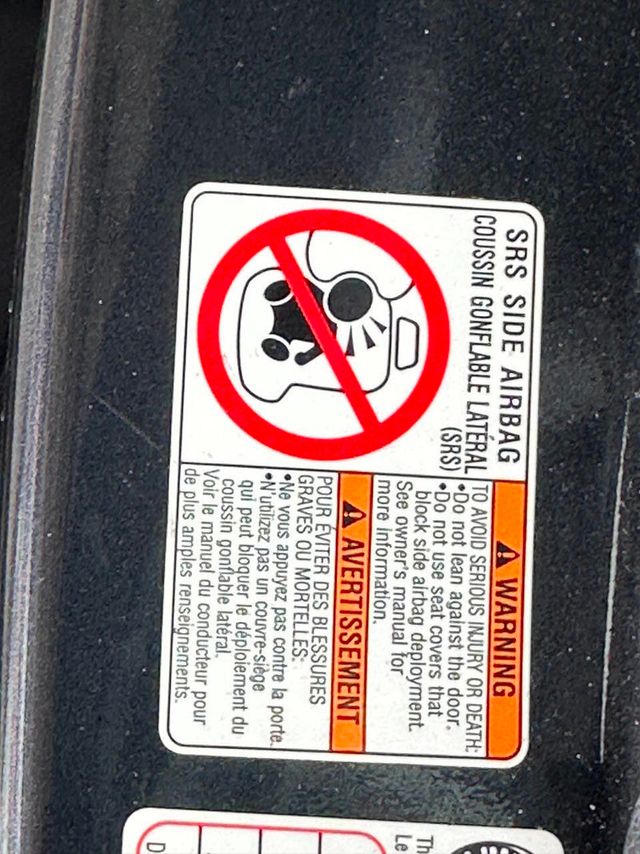 SRS SIDE AIRBAG
COUSSIN GONFLABLE LATÉRAL
(SRS)
WARNING
TO AVOID SERIOUS INJURY OR DEATH:
•Do not lean against the door.
•Do not use seat covers that
block side airbag deployment.
See owner's manual for
more information.
AVERTISSEMENT
POUR ÉVITER DES BLESSURES
GRAVES OU MORTELLES:
•Ne vous appuyez pas contre la porte.
•N'utilizez pas un couvre-siège
qui peut bloquer le déploiement du
coussin gonflable latéral.
Voir le manuel du conducteur pour
de plus amples renseignements.
Th
Le
D